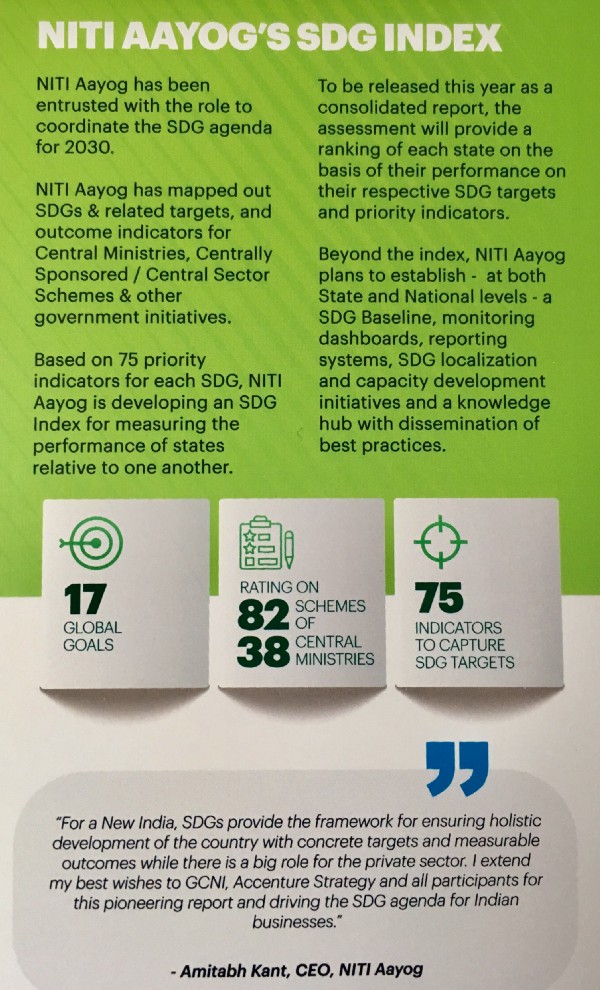 NITI AAYOG'S SDG INDEX
NITI Aayog has been
entrusted with the role to
coordinate the SDG agenda
for 2030.
NITI Aayog has mapped out
SDGs & related targets, and
outcome indicators for
Central Ministries, Centrally
Sponsored / Central Sector
Schemes & other
government initiatives.
Based on 75 priority
indicators for each SDG, NITI
Aayog is developing an SDG
Index for measuring the
performance of states
relative to one another.
To be released this year as a
consolidated report, the
assessment will provide a
ranking of each state on the
basis of their performance on
their respective SDG targets
and priority indicators.
Beyond the index, NITI Aayog
plans to establish - at both
State and National levels - a
SDG Baseline, monitoring
dashboards, reporting
systems, SDG localization
and capacity development
initiatives and a knowledge
hub with dissemination of
best practices.
17
GLOBAL
GOALS
RATING ON
82 SCHEMES
OF
38 CENTRAL
MINISTRIES
75
INDICATORS
TO CAPTURE
SDG TARGETS
"For a New India, SDGs provide the framework for ensuring holistic
development of the country with concrete targets and measurable
outcomes while there is a big role for the private sector. I extend
my best wishes to GCNI, Accenture Strategy and all participants for
this pioneering report and driving the SDG agenda for Indian
businesses."
- Amitabh Kant, CEO, NITI Aayog